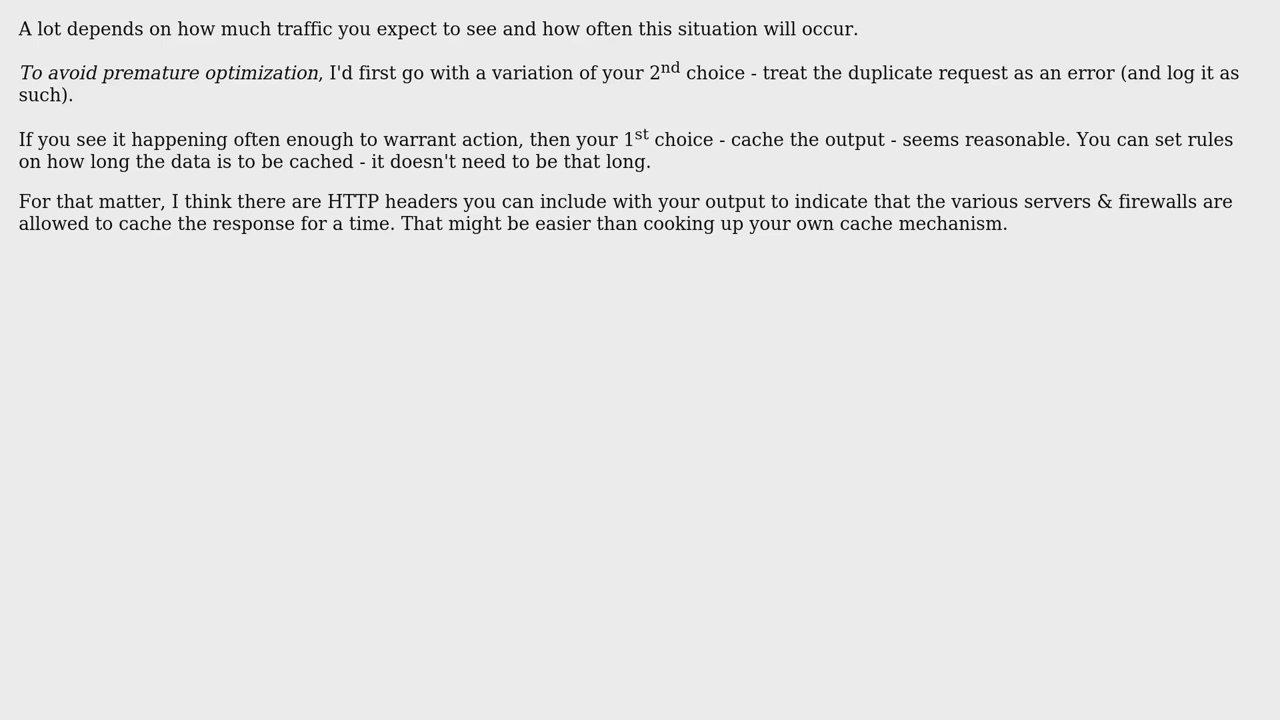 A lot depends on how much traffic you expect to see and how often this situation will occur.
To avoid premature optimization, I'd first go with a variation of your 2nd choice - treat the duplicate request as an error (and log it as
such).
If you see it happening often enough to warrant action, then your 1st choice - cache the output - seems reasonable. You can set rules
on how long the data is to be cached - it doesn't need to be that long.
For that matter, I think there are HTTP headers you can include with your output to indicate that the various servers & firewalls are
allowed to cache the response for a time. That might be easier than cooking up your own cache mechanism.